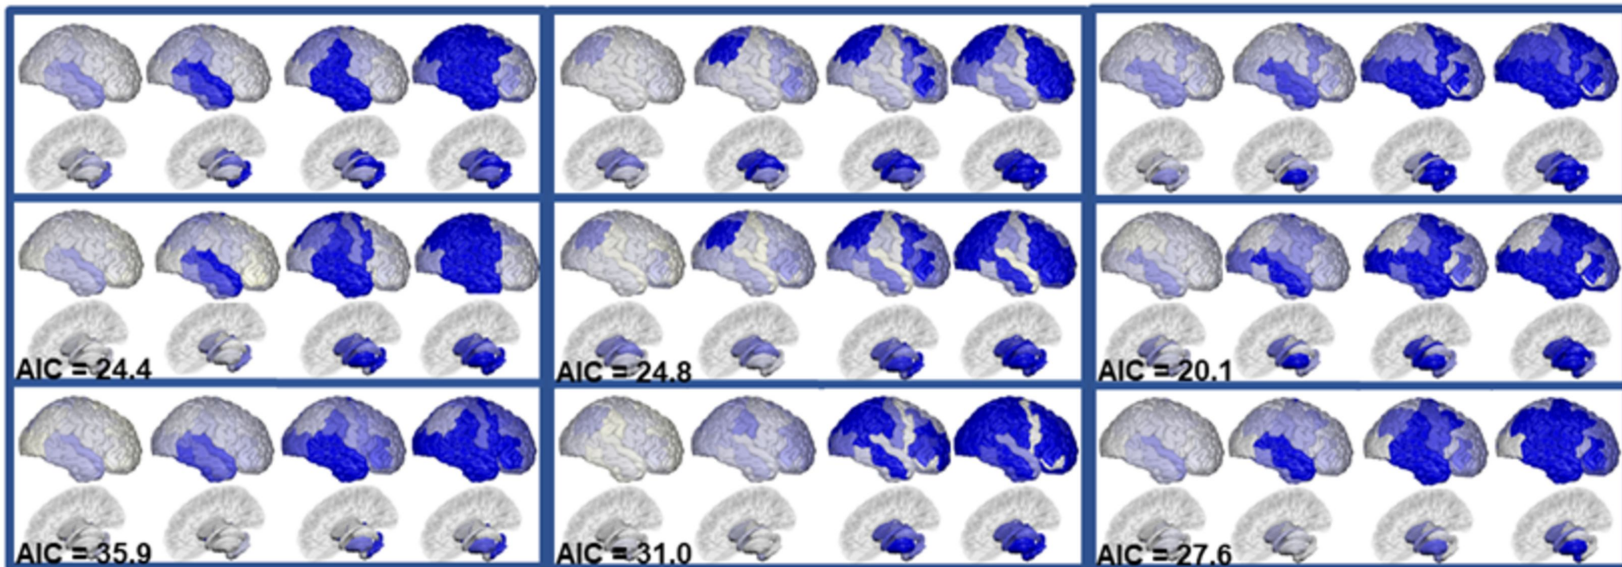 AIC = 24.4
AIC = 24.8
AIC = 20.1
AIC = 35.9
AIC = 31.0
AIC = 27.6